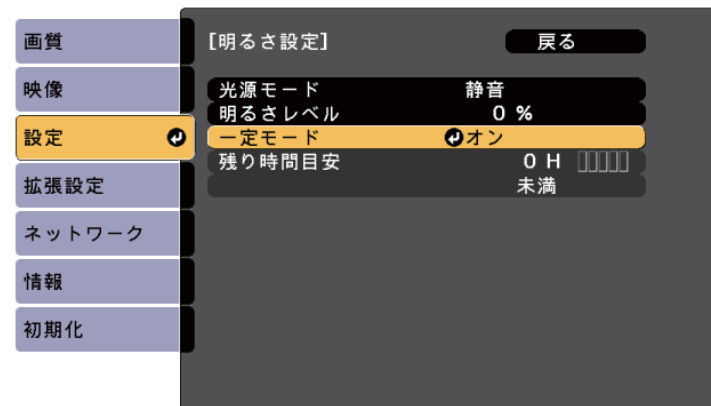 画質
映像
設定
拡張設定
ネットワーク
情報
初期化
[明るさ設定] 戻る
光源モード 静音
明るさレベル 0 %
一定モード オン
残り時間目安 0 H
未満